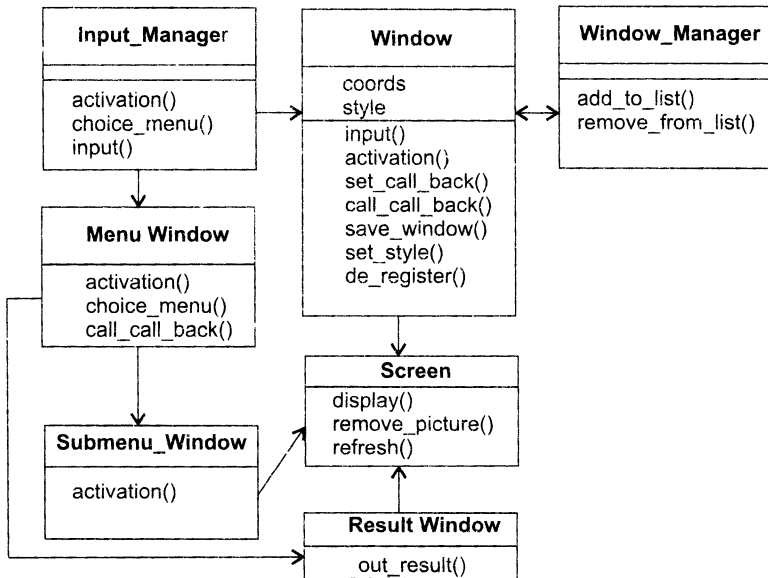 Input_Manager
activation()
choice_menu()
input()
Window
coords
style
input()
activation()
set_call_back()
call_call_back()
save_window()
set_style()
de_register()
Window_Manager
add_to_list()
remove_from_list()
Menu Window
activation()
choice_menu()
call_call_back()
Screen
display()
remove_picture()
refresh()
Submenu_Window
activation()
Result Window
out_result()